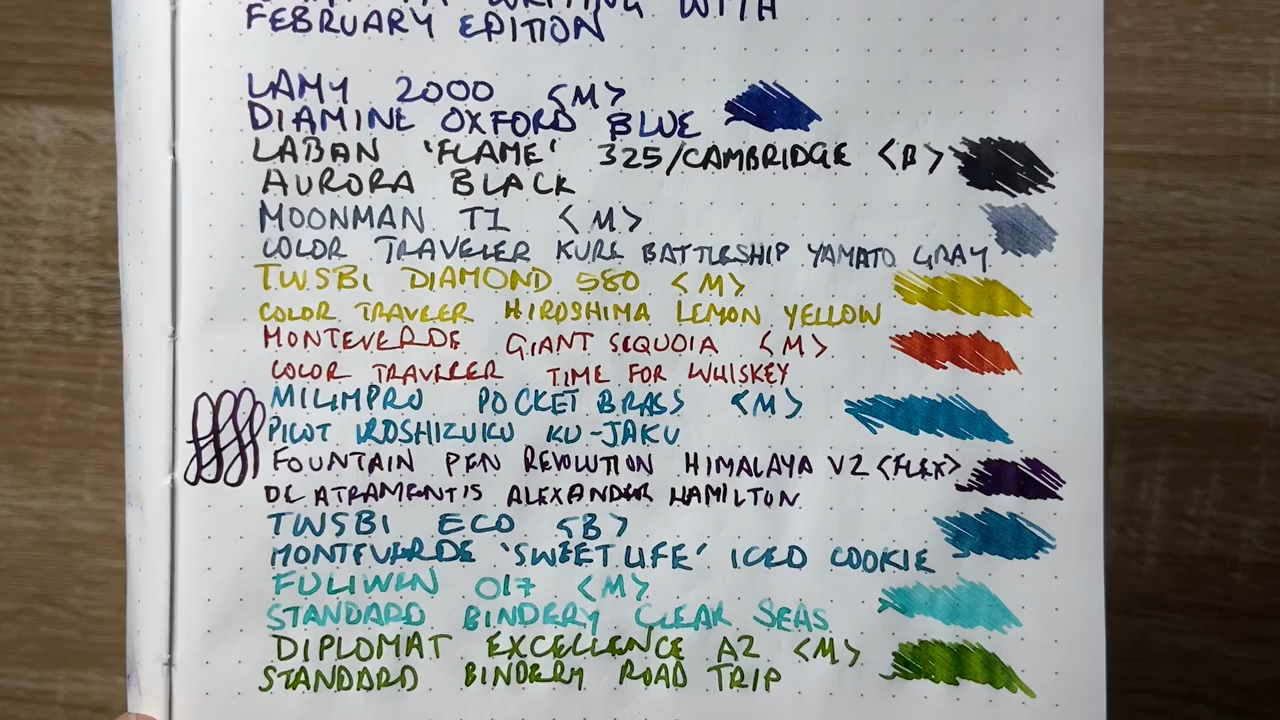 WRITING WITH
FEBRUARY EDITION
LAMY 2000 <M>
DIAMINE OXFORD BLUE
LABAN 'FLAME' 325/CAMBRIDGE <B>
AURORA BLACK
MOONMAN T1 <M>
COLOR TRAVELER KURE BATTLESHIP YAMATO GRAY
TWSBI DIAMOND 580 <M>
COLOR TRAVELER HIROSHIMA LEMON YELLOW
MONTEVERDE GIANT SEQUOIA <M>
COLOR TRAVELER TIME FOR WHISKEY
MILIMPRO POCKET BRASS <M>
PILOT IROSHIZUKU KU-JAKU
FOUNTAIN PEN REVOLUTION HIMALAYA V2 <FLEX>
DE ATRAMENTIS ALEXANDER HAMILTON
TWSBI ECO <B>
MONTEVERDE 'SWEET LIFE' ICED COOKIE
FULIWEN 017 <M>
STANDARD BINDERY CLEAR SEAS
DIPLOMAT EXCELLENCE A2 <M>
STANDARD BINDERY ROAD TRIP